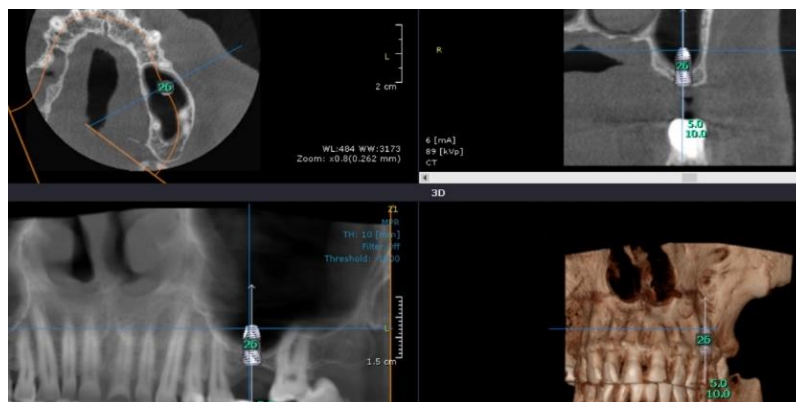 26
L
2 cm
WL:484 WW:3173
Zoom: x0.8(0.262 mm)
R
26
5.0
10.0
6 [mA]
89 [kVp]
CT
3D
21
MPR
TH: 10 [mm]
Filter Off
L
26
1.5 cm
26
5.0
10.0